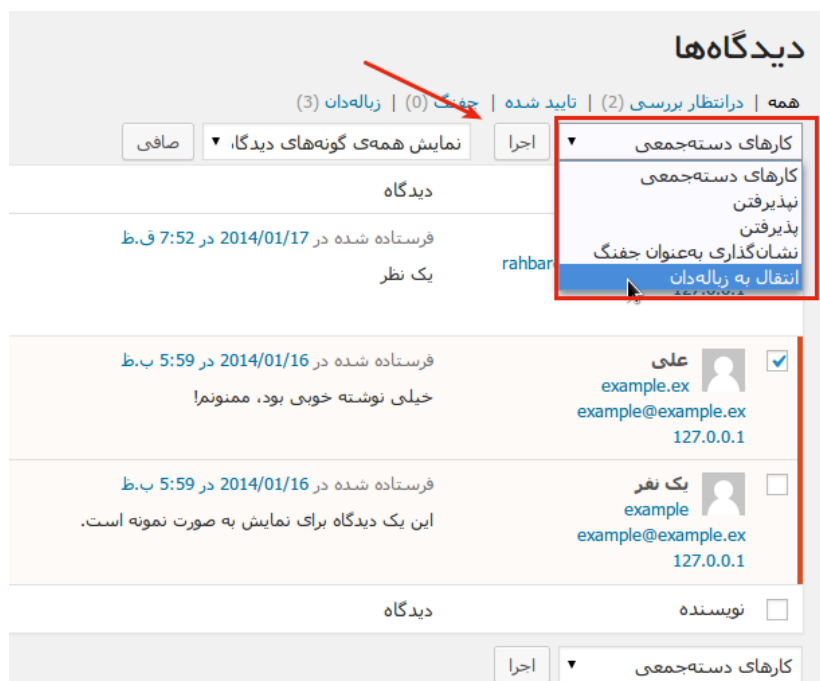 دیدگاه‌ها
همه | درانتظار بررسی (2) | تایید شده | جفنگ (0) | زباله‌دان (3)
کارهای دسته‌جمعی اجرا نمایش همه‌ی گونه‌های دیدگا، صافی
کارهای دسته‌جمعی
نپذیرفتن
پذیرفتن
نشان‌گذاری به‌عنوان جفنگ
انتقال به زباله‌دان
دیدگاه
فرستاده شده در 2014/01/17 در 7:52 ق.ظ
یک نظر
127.0.0.1
علی
example.ex
example@example.ex
127.0.0.1
فرستاده شده در 2014/01/16 در 5:59 ب.ظ
خیلی نوشته خوبی بود، ممنونم!
یک نفر
example
example@example.ex
127.0.0.1
فرستاده شده در 2014/01/16 در 5:59 ب.ظ
این یک دیدگاه برای نمایش به صورت نمونه است.
نویسنده دیدگاه
کارهای دسته‌جمعی اجرا